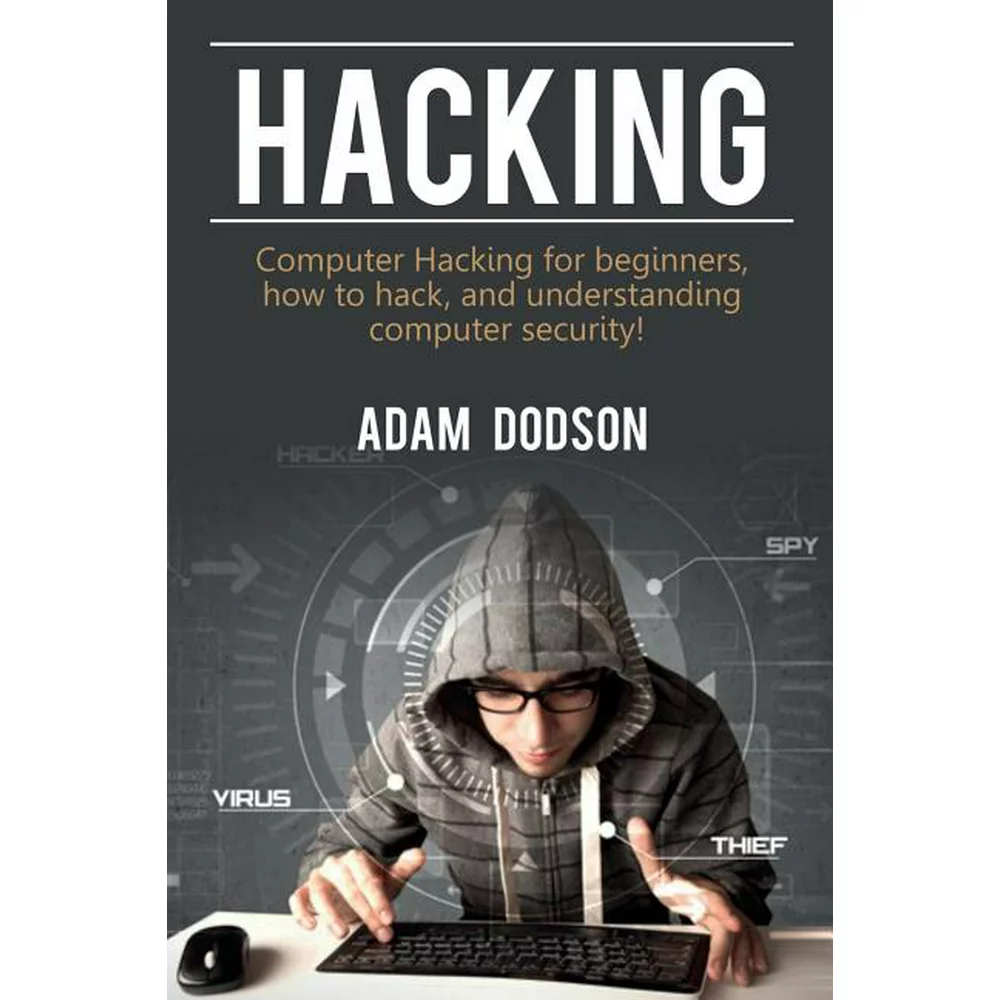 HACKING
Computer Hacking for beginners,
how to hack, and understanding
computer security!
ADAM DODSON
HACKER
SPY
VIRUS
THIEF